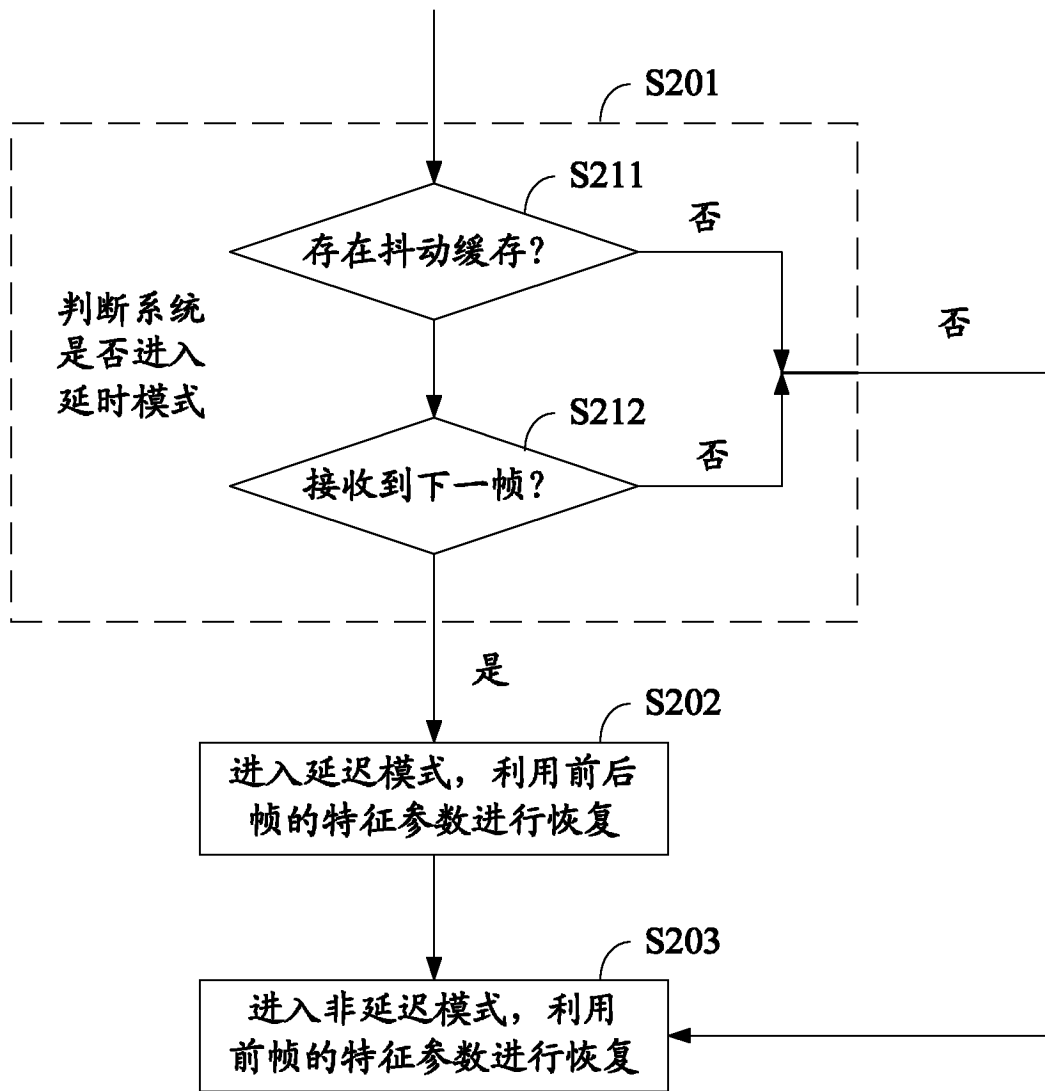 S201
S211
存在抖动缓存?
否
判断系统
是否进入
延时模式
否
S212
接收到下一帧?
否
是
S202
进入延迟模式，利用前后
帧的特征参数进行恢复
S203
进入非延迟模式，利用
前帧的特征参数进行恢复